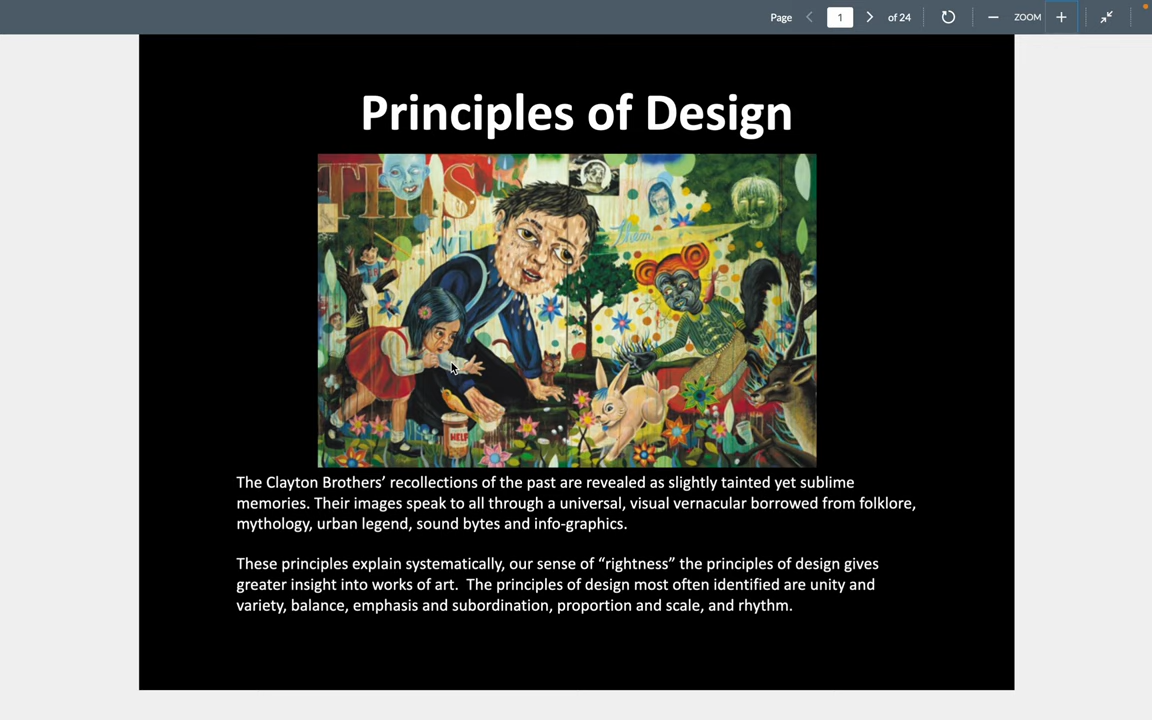 Page 1 of 24 ZOOM
Principles of Design
THIS
will
them
HELP
The Clayton Brothers’ recollections of the past are revealed as slightly tainted yet sublime
memories. Their images speak to all through a universal, visual vernacular borrowed from folklore,
mythology, urban legend, sound bytes and info-graphics.
These principles explain systematically, our sense of “rightness” the principles of design gives
greater insight into works of art.  The principles of design most often identified are unity and
variety, balance, emphasis and subordination, proportion and scale, and rhythm.